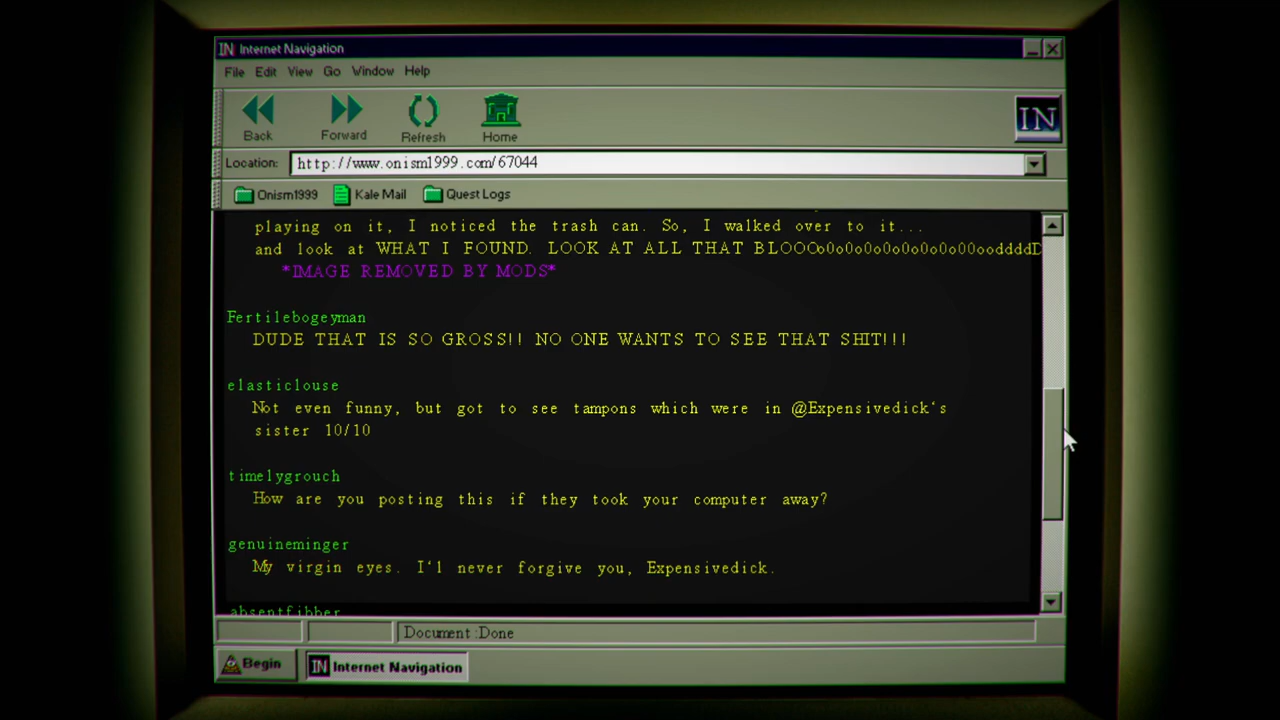 IN Internet Navigation
File Edit View Go Window Help
Back Forward Refresh Home
IN
Location: http://www.onism1999.com/67044
Onism1999 Kale Mail Quest Logs
playing on it, I noticed the trash can. So, I walked over to it...
and look at WHAT I FOUND. LOOK AT ALL THAT BLOOOo0o0o0o0o0o0o00oodddD
*IMAGE REMOVED BY MODS*
Fertilebogeyman
DUDE THAT IS SO GROSS!! NO ONE WANTS TO SEE THAT SHIT!!!
elasticlouse
Not even funny, but got to see tampons which were in @Expensivedick's
sister 10/10
timelygrouch
How are you posting this if they took your computer away?
genuineminger
My virgin eyes. I'l never forgive you, Expensivedick.
absentfibber
Document :Done
Begin IN Internet Navigation